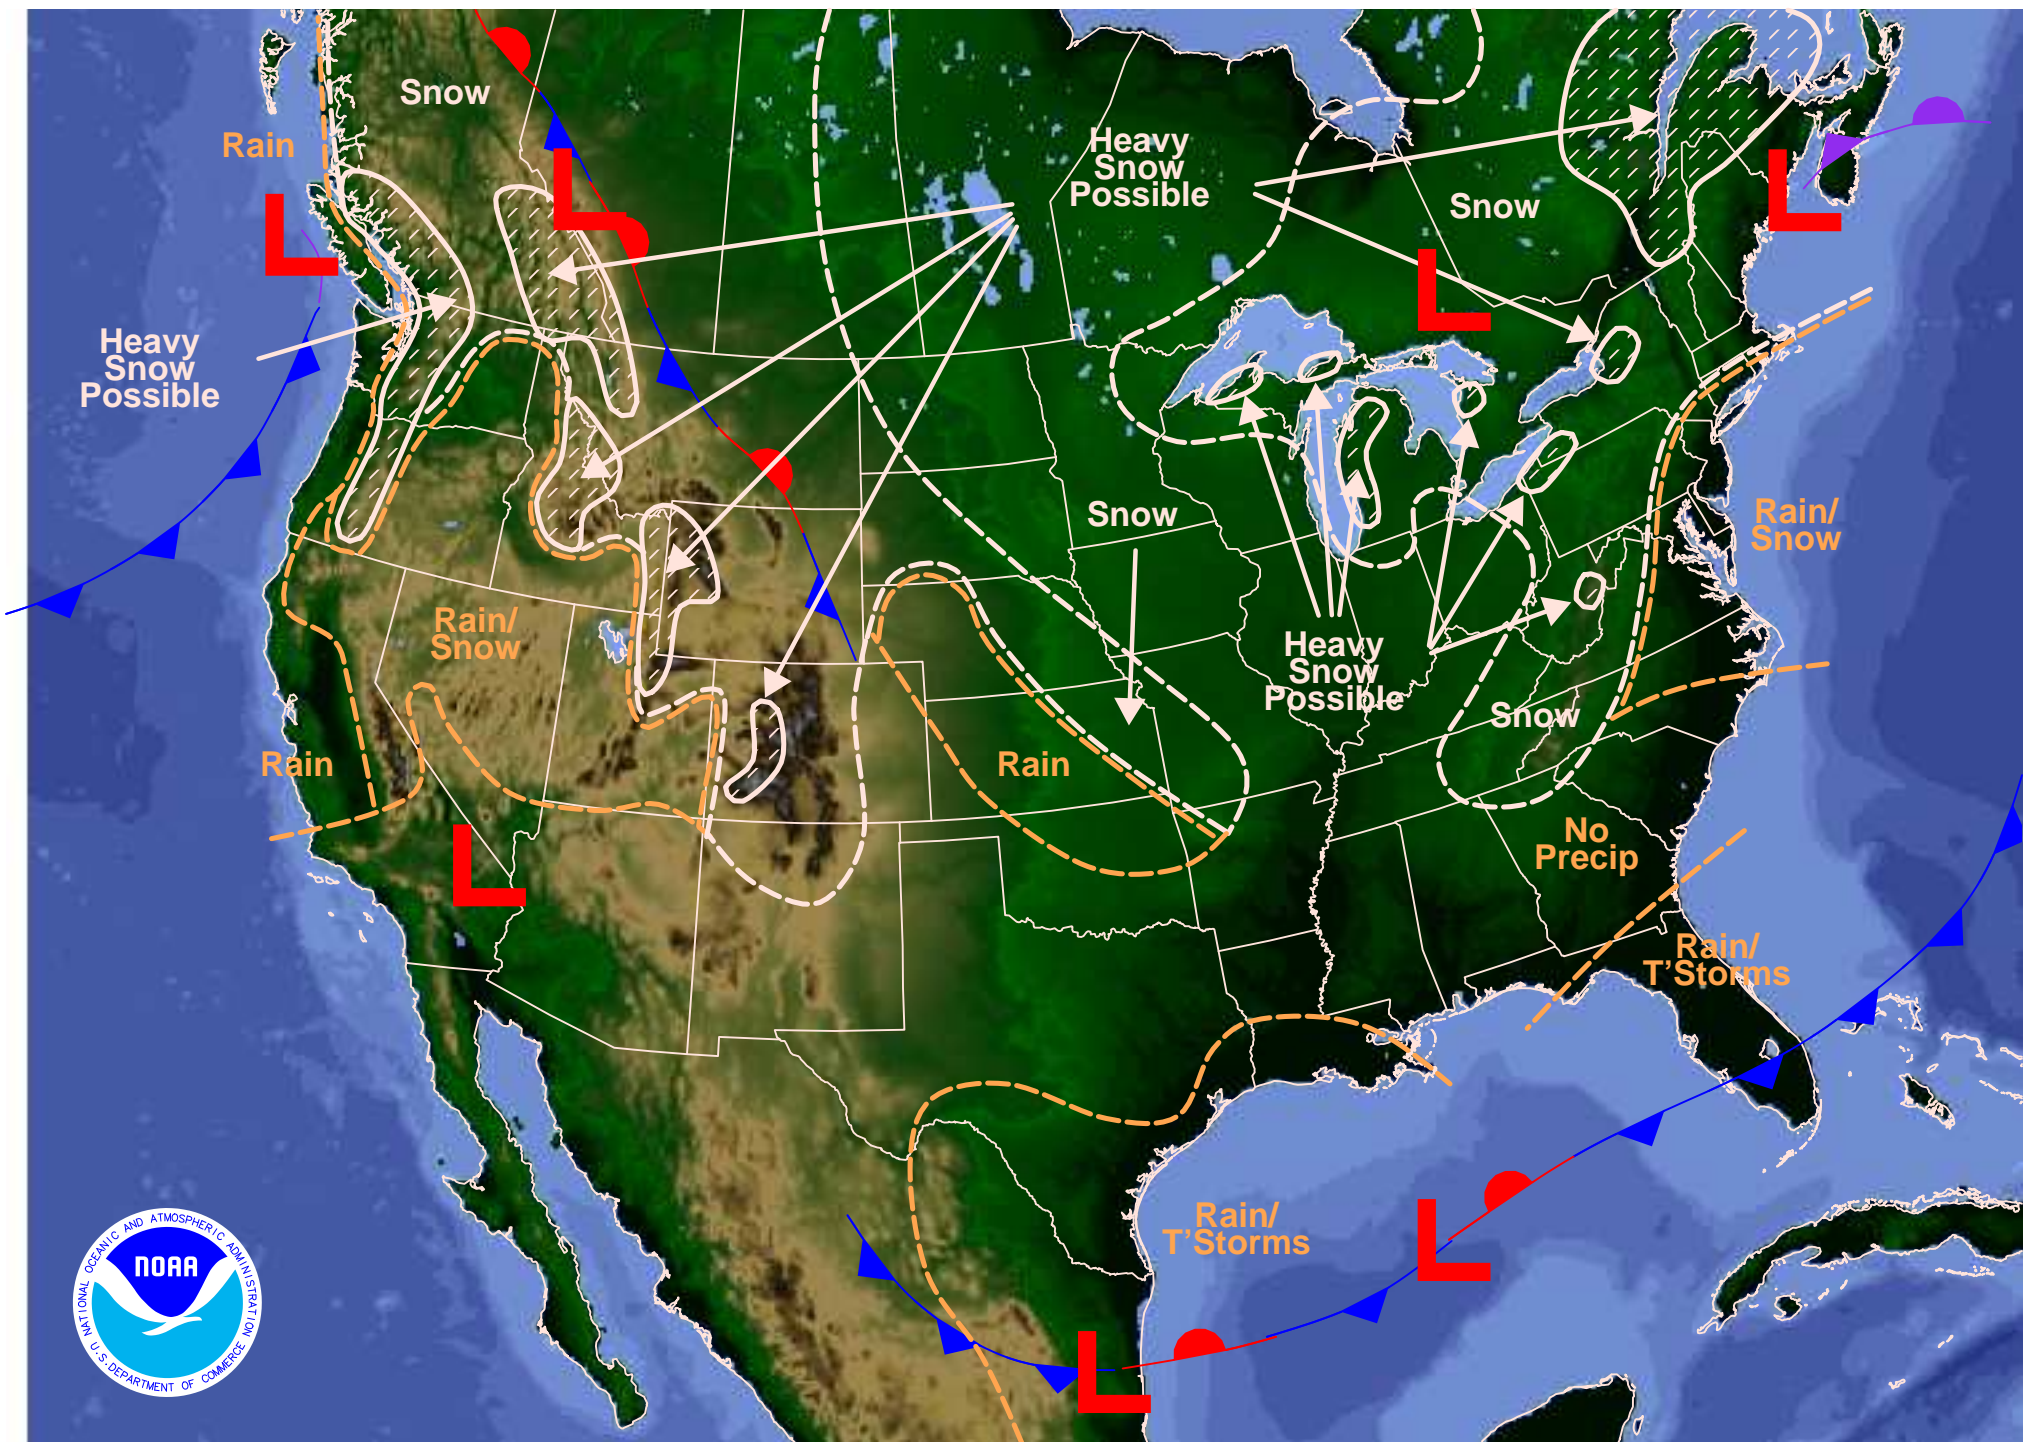 Snow
Rain
Heavy
Snow
Possible
Snow
Heavy
Snow
Possible
Snow
Rain/
Snow
Rain/
Snow
Heavy
Snow
Possible
Snow
Rain
Rain
No
Precip
Rain/
T'Storms
Rain/
T'Storms
L
L
L
L
L
L
L
NATIONAL OCEANIC AND ATMOSPHERIC ADMINISTRATION
NOAA
U.S. DEPARTMENT OF COMMERCE